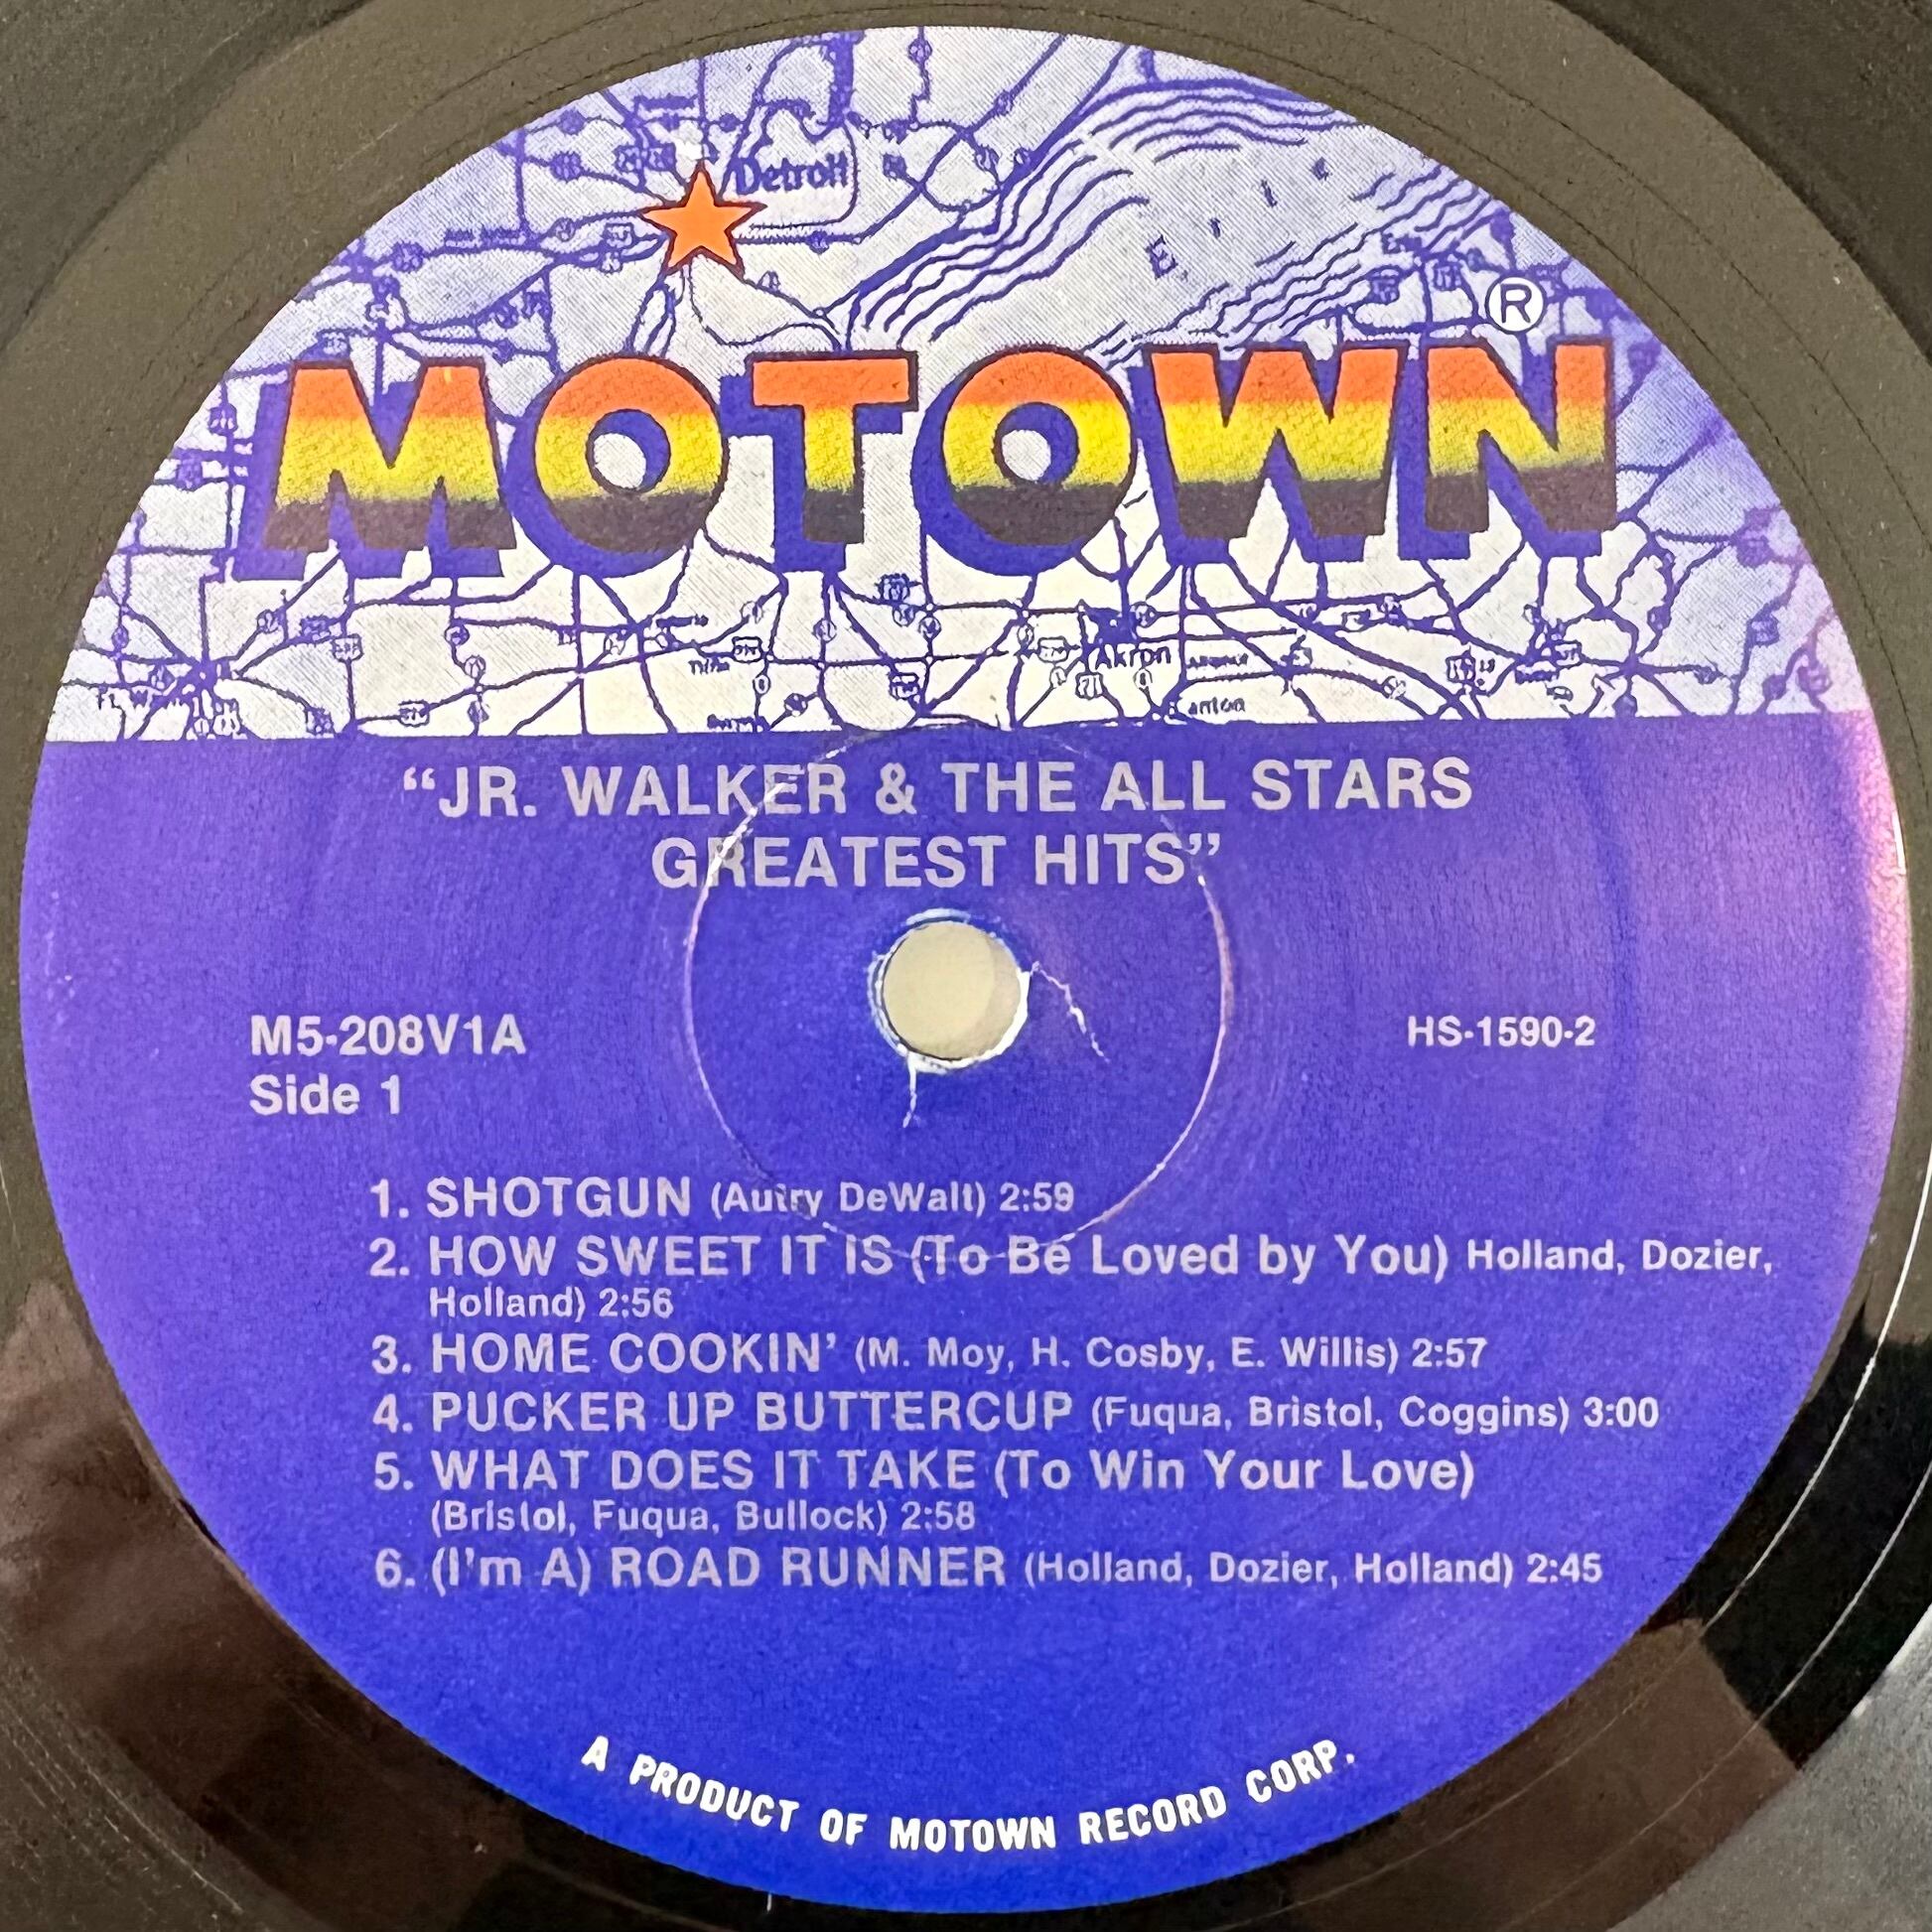 Detroit
E r i e
Erie
®
MOTOWN
Akron
Tiffin
Ft. Wayne
"JR. WALKER & THE ALL STARS
GREATEST HITS"
M5-208V1A
HS-1590-2
Side 1
1. SHOTGUN (Autry DeWalt) 2:59
2. HOW SWEET IT IS (To Be Loved by You) Holland, Dozier,
Holland) 2:56
3. HOME COOKIN' (M. Moy, H. Cosby, E. Willis) 2:57
4. PUCKER UP BUTTERCUP (Fuqua, Bristol, Coggins) 3:00
5. WHAT DOES IT TAKE (To Win Your Love)
(Bristol, Fuqua, Bullock) 2:58
6. (I'm A) ROAD RUNNER (Holland, Dozier, Holland) 2:45
A PRODUCT OF MOTOWN RECORD CORP.